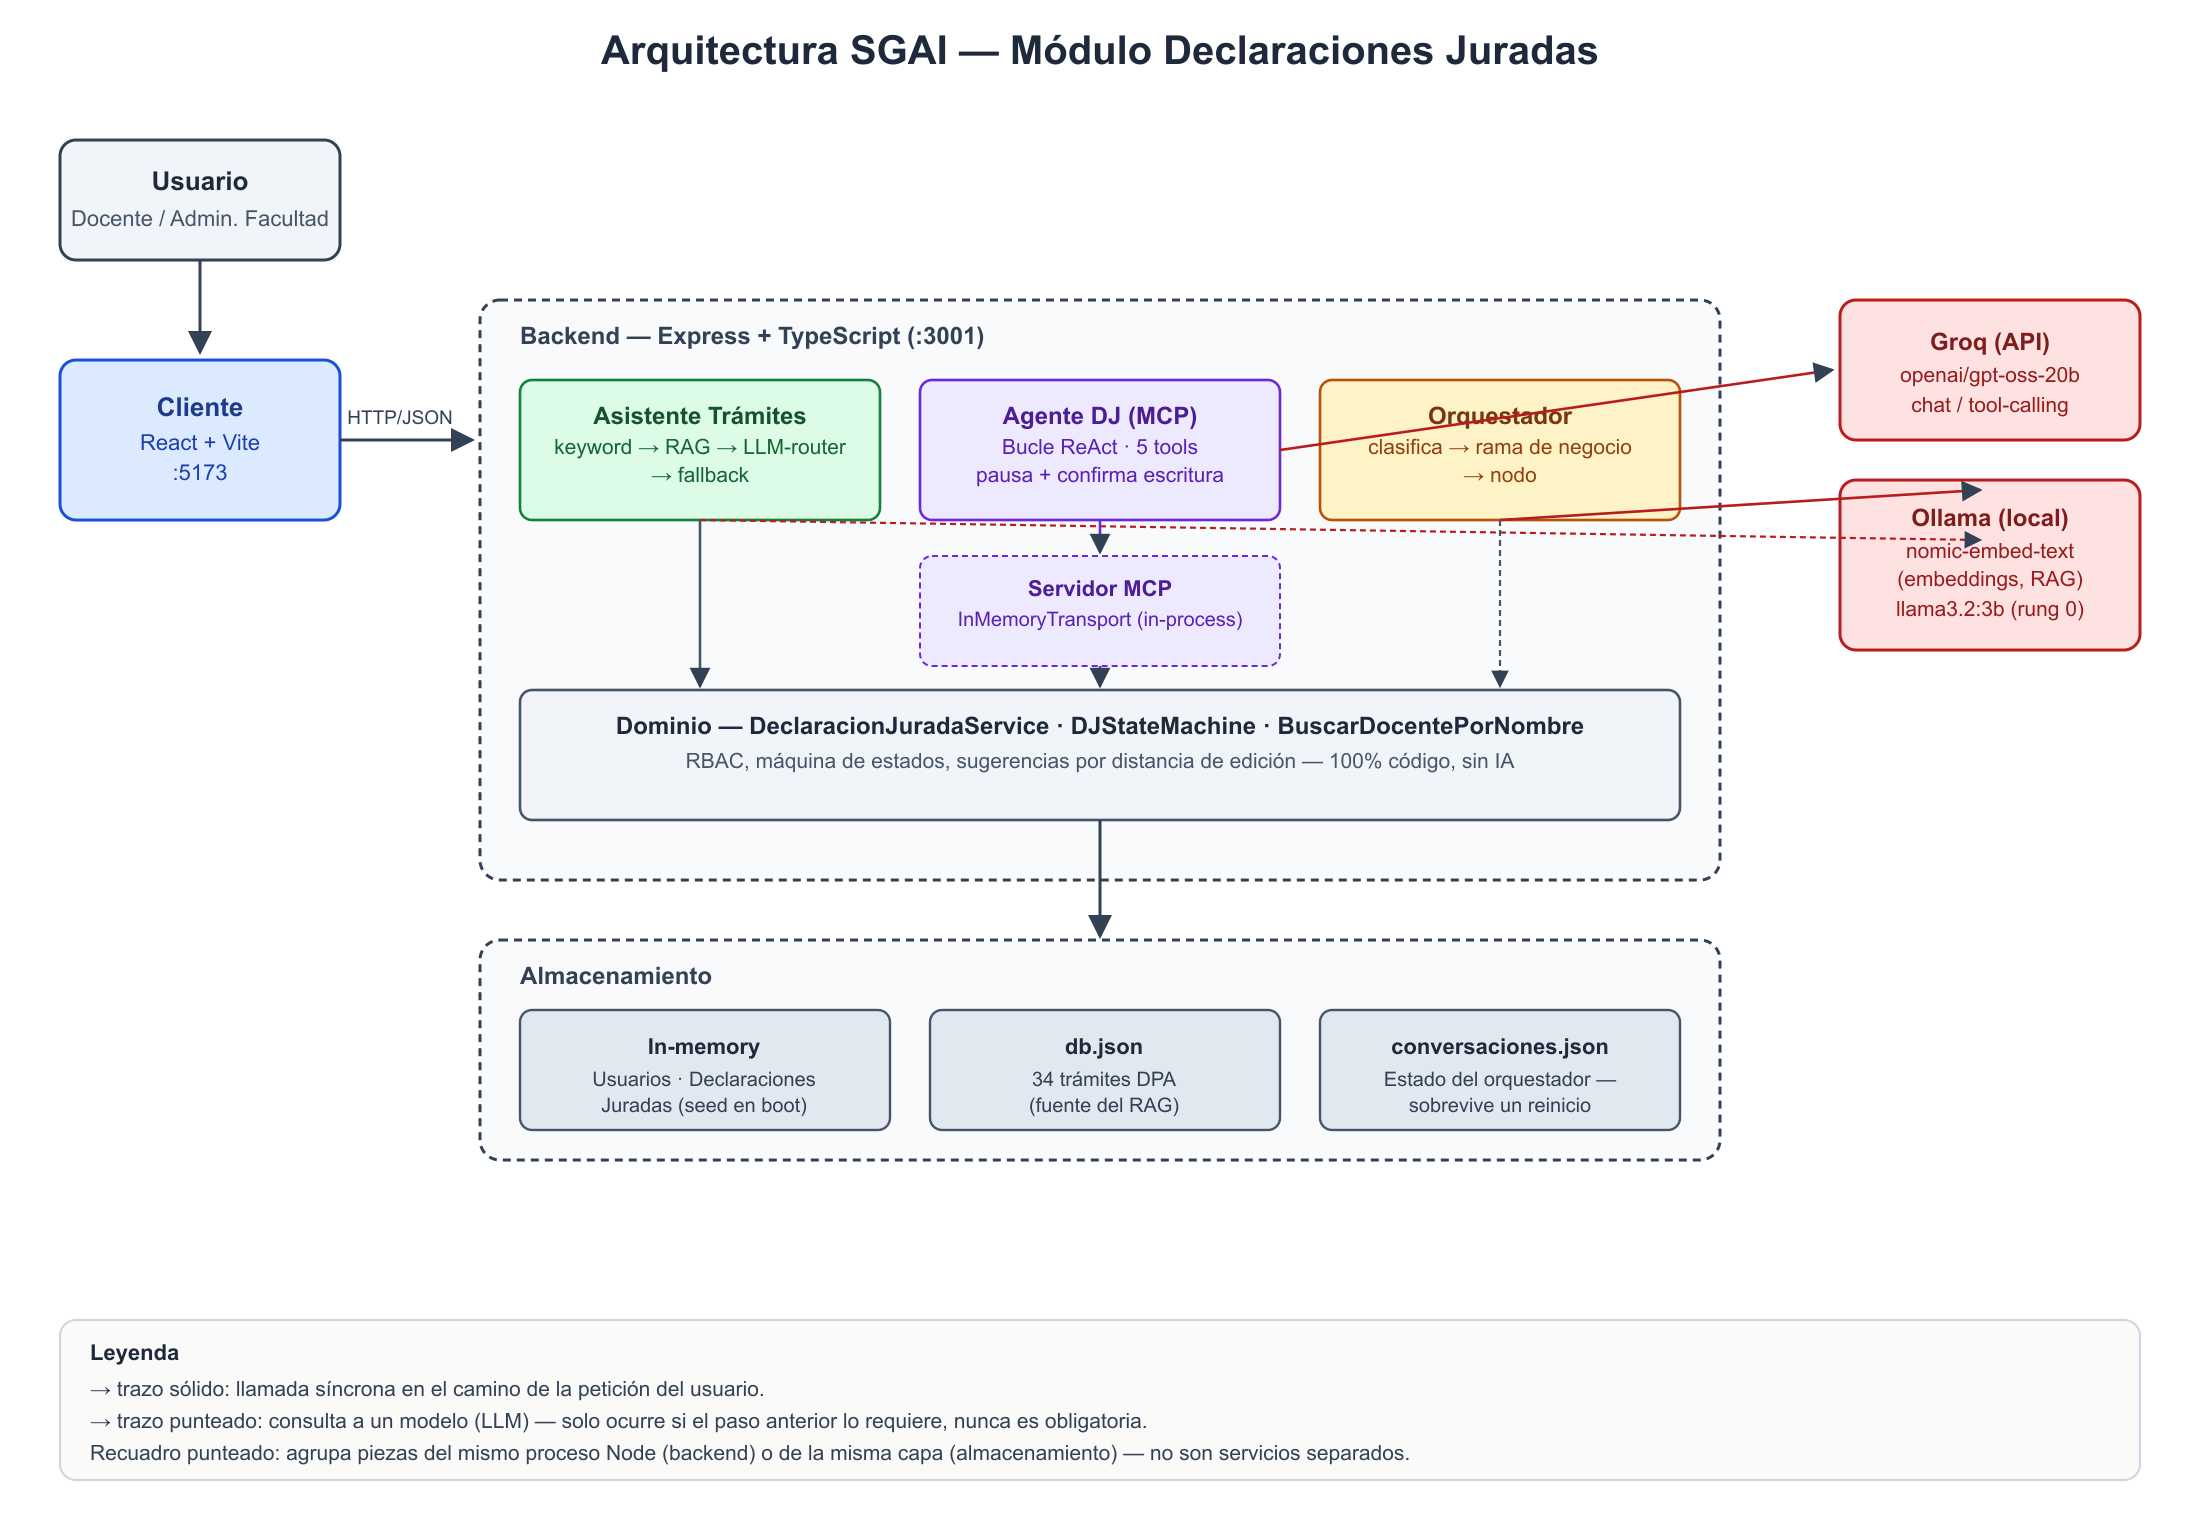 Arquitectura SGAI — Módulo Declaraciones Juradas
Usuario
Docente / Admin. Facultad
Cliente
React + Vite
:5173
HTTP/JSON
Backend — Express + TypeScript (:3001)
Asistente Trámites
keyword → RAG → LLM-router
→ fallback
Agente DJ (MCP)
Bucle ReAct · 5 tools
pausa + confirma escritura
Orquestador
clasifica → rama de negocio
→ nodo
Groq (API)
openai/gpt-oss-20b
chat / tool-calling
Ollama (local)
nomic-embed-text
(embeddings, RAG)
llama3.2:3b (rung 0)
Servidor MCP
InMemoryTransport (in-process)
Dominio — DeclaracionJuradaService · DJStateMachine · BuscarDocentePorNombre
RBAC, máquina de estados, sugerencias por distancia de edición — 100% código, sin IA
Almacenamiento
In-memory
Usuarios · Declaraciones
Juradas (seed en boot)
db.json
34 trámites DPA
(fuente del RAG)
conversaciones.json
Estado del orquestador —
sobrevive un reinicio
Leyenda
→ trazo sólido: llamada síncrona en el camino de la petición del usuario.
→ trazo punteado: consulta a un modelo (LLM) — solo ocurre si el paso anterior lo requiere, nunca es obligatoria.
Recuadro punteado: agrupa piezas del mismo proceso Node (backend) o de la misma capa (almacenamiento) — no son servicios separados.